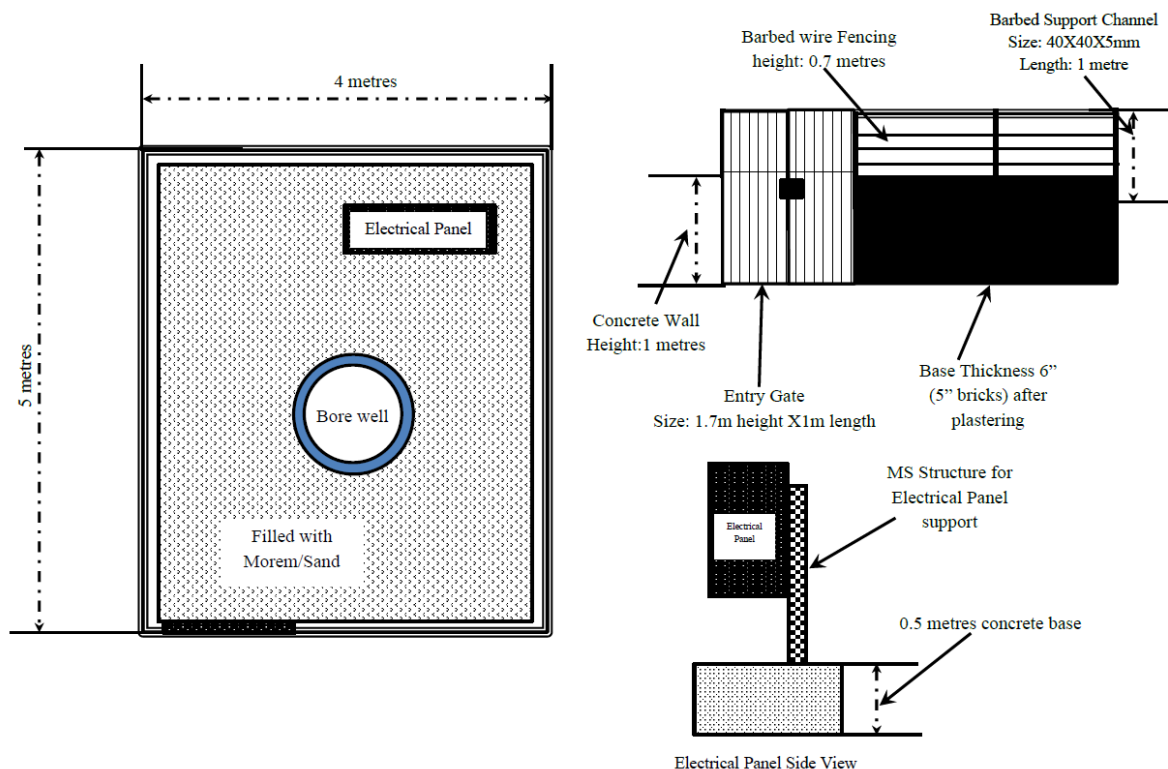 4 metres
5 metres
Electrical Panel
Bore well
Filled with
Morem/Sand
Barbed wire Fencing
height: 0.7 metres
Barbed Support Channel
Size: 40X40X5mm
Length: 1 metre
Concrete Wall
Height:1 metres
Entry Gate
Size: 1.7m height X1m length
Base Thickness 6”
(5” bricks) after
plastering
MS Structure for
Electrical Panel
support
Electrical
Panel
0.5 metres concrete base
Electrical Panel Side View